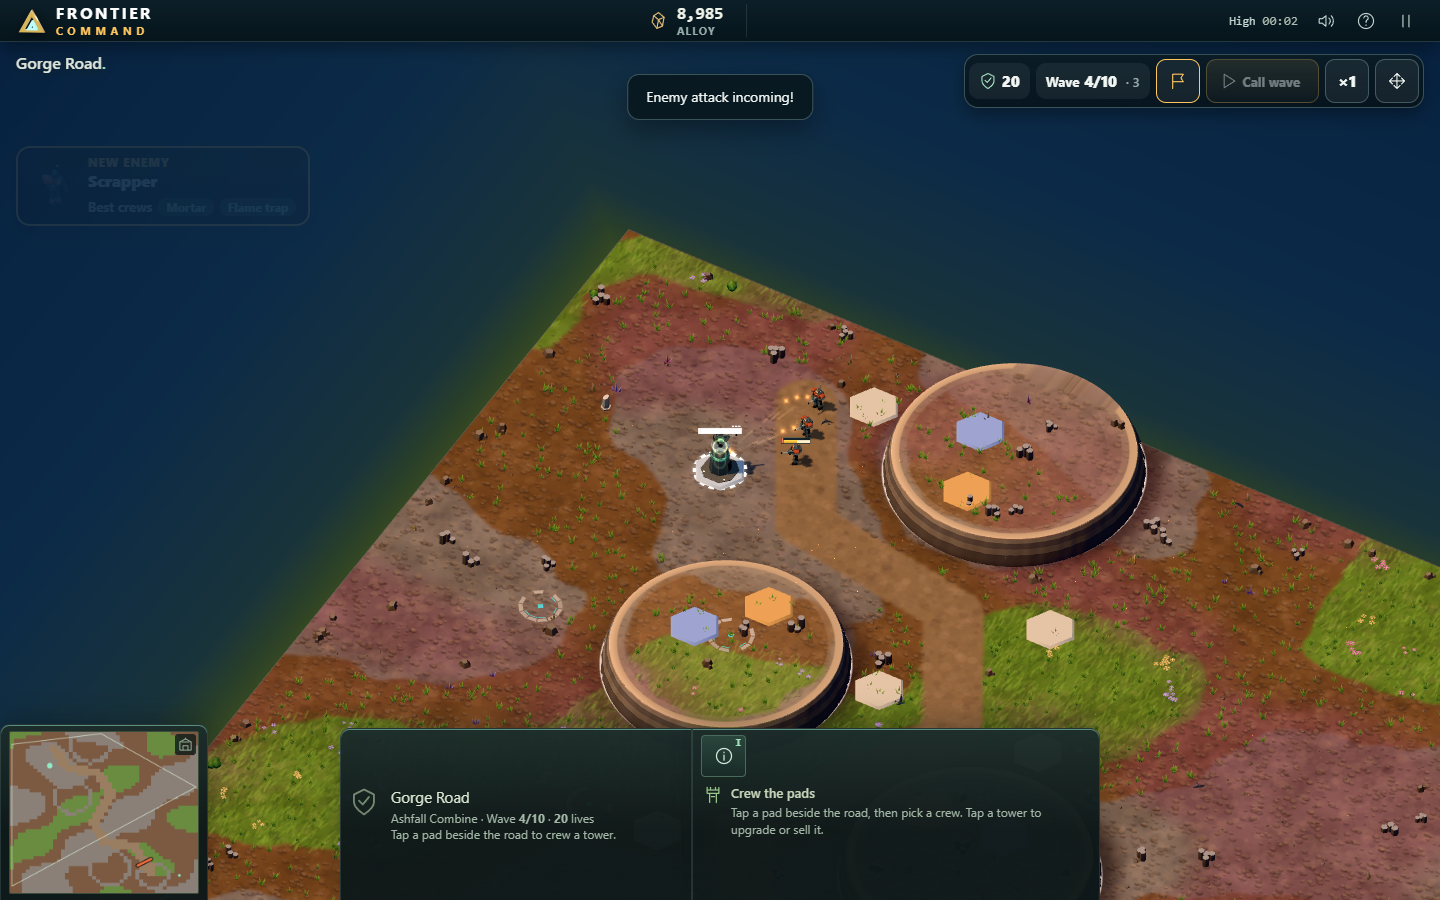 FRONTIER
COMMAND
8,985
ALLOY
High 00:02
Gorge Road.
Enemy attack incoming!
20
Wave 4/10 · 3
Call wave
×1
NEW ENEMY
Scrapper
Best crews Mortar Flame trap
Gorge Road
Ashfall Combine · Wave 4/10 · 20 lives
Tap a pad beside the road to crew a tower.
I
Crew the pads
Tap a pad beside the road, then pick a crew. Tap a tower to
upgrade or sell it.